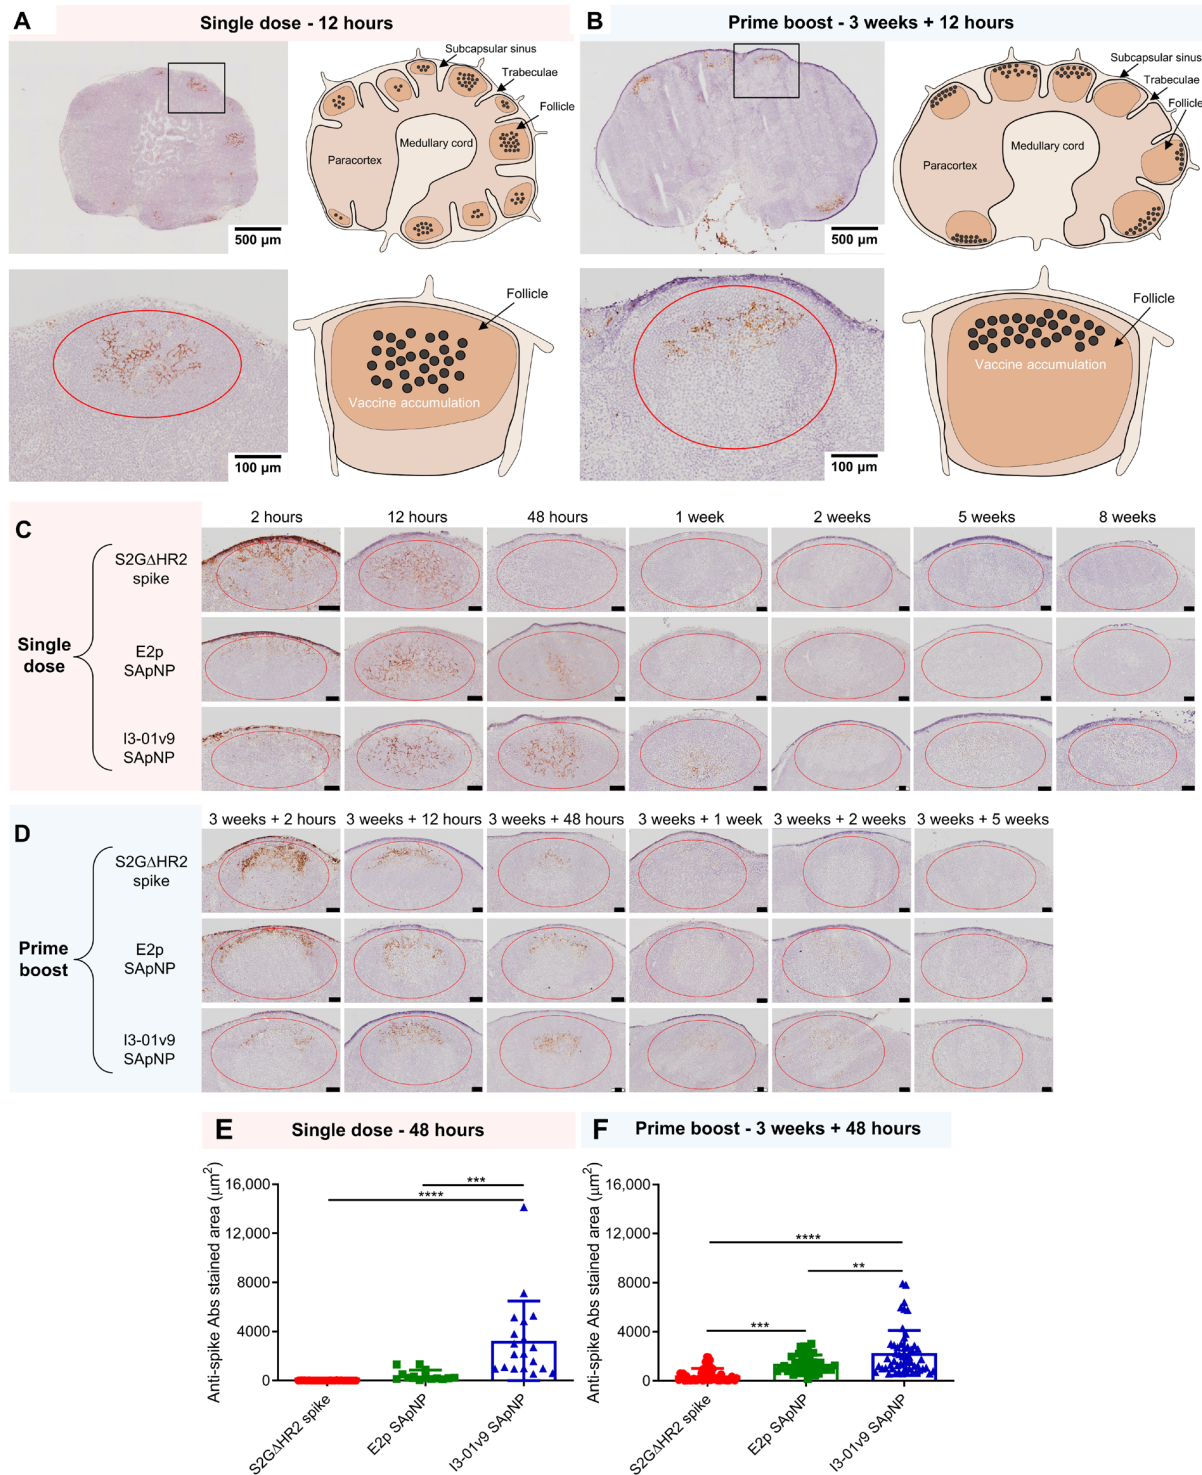 A
Single dose - 12 hours
B
Prime boost - 3 weeks + 12 hours
Subcapsular sinus
Trabeculae
Follicle
Medullary cord
Paracortex
500 µm
Subcapsular sinus
Trabeculae
Follicle
Medullary cord
Paracortex
500 µm
Follicle
Vaccine accumulation
100 µm
Follicle
Vaccine accumulation
100 µm
C
2 hours
12 hours
48 hours
1 week
2 weeks
5 weeks
8 weeks
Single
dose
S2GΔHR2
spike
E2p
SApNP
I3-01v9
SApNP
D
3 weeks + 2 hours
3 weeks + 12 hours
3 weeks + 48 hours
3 weeks + 1 week
3 weeks + 2 weeks
3 weeks + 5 weeks
Prime
boost
S2GΔHR2
spike
E2p
SApNP
I3-01v9
SApNP
E
Single dose - 48 hours
Anti-spike Abs stained area (µm²)
16,000
12,000
8000
4000
0
***
****
S2GΔHR2 spike
E2p SApNP
I3-01v9 SApNP
F
Prime boost - 3 weeks + 48 hours
Anti-spike Abs stained area (µm²)
16,000
12,000
8000
4000
0
****
**
***
S2GΔHR2 spike
E2p SApNP
I3-01v9 SApNP